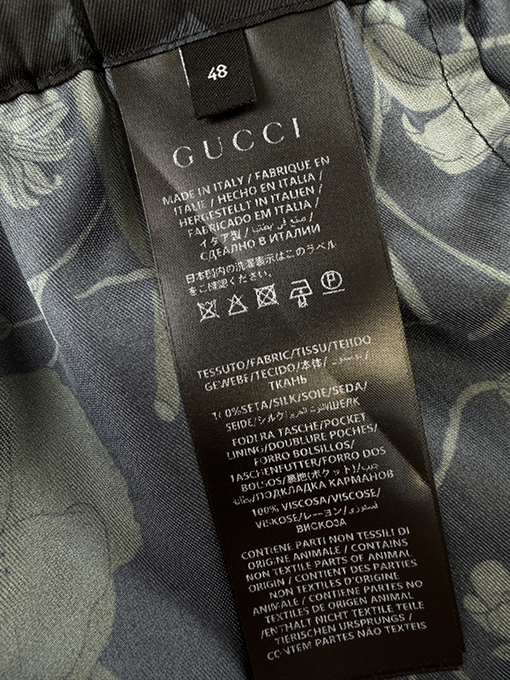 48
GUCCI
MADE IN ITALY / FABRIQUE EN
ITALIE / HECHO EN ITALIA /
HERGESTELLT IN ITALIEN /
FABRICADO EM ITALIA /
イタリア製 / صنع في إيطاليا /
СДЕЛАНО В ИТАЛИИ
日本国内の洗濯表示はこのラベル
をご確認ください。
P
TESSUTO/FABRIC/TISSU/TEJIDO
GEWEBE/TECIDO/本体/
ТКАНЬ
100%SETA/SILK/SOIE/SEDA/
SEIDE/シルク/ШЕЛК
FODERA TASCHE/POCKET
LINING/DOUBLURE POCHES/
FORRO BOLSILLOS/
TASCHENFUTTER/FORRO DOS
BOLSOS/裏地(ポケット)/
/ПОДКЛАДКА КАРМАНОВ
100% VISCOSA/VISCOSE/
VISKOSE/レーヨン/
ВИСКОЗА
CONTIENE PARTI NON TESSILI DI
ORIGINE ANIMALE / CONTAINS
NON TEXTILE PARTS OF ANIMAL
ORIGIN / CONTIENT DES PARTIES
NON TEXTILES D'ORIGINE
ANIMALE / CONTIENE PARTES NO
TEXTILES DE ORIGEN ANIMAL
/ENTHÄLT NICHT TEXTILE TEILE
TIERISCHEN URSPRUNGS/
CONTEM PARTES NÃO TEXTEIS